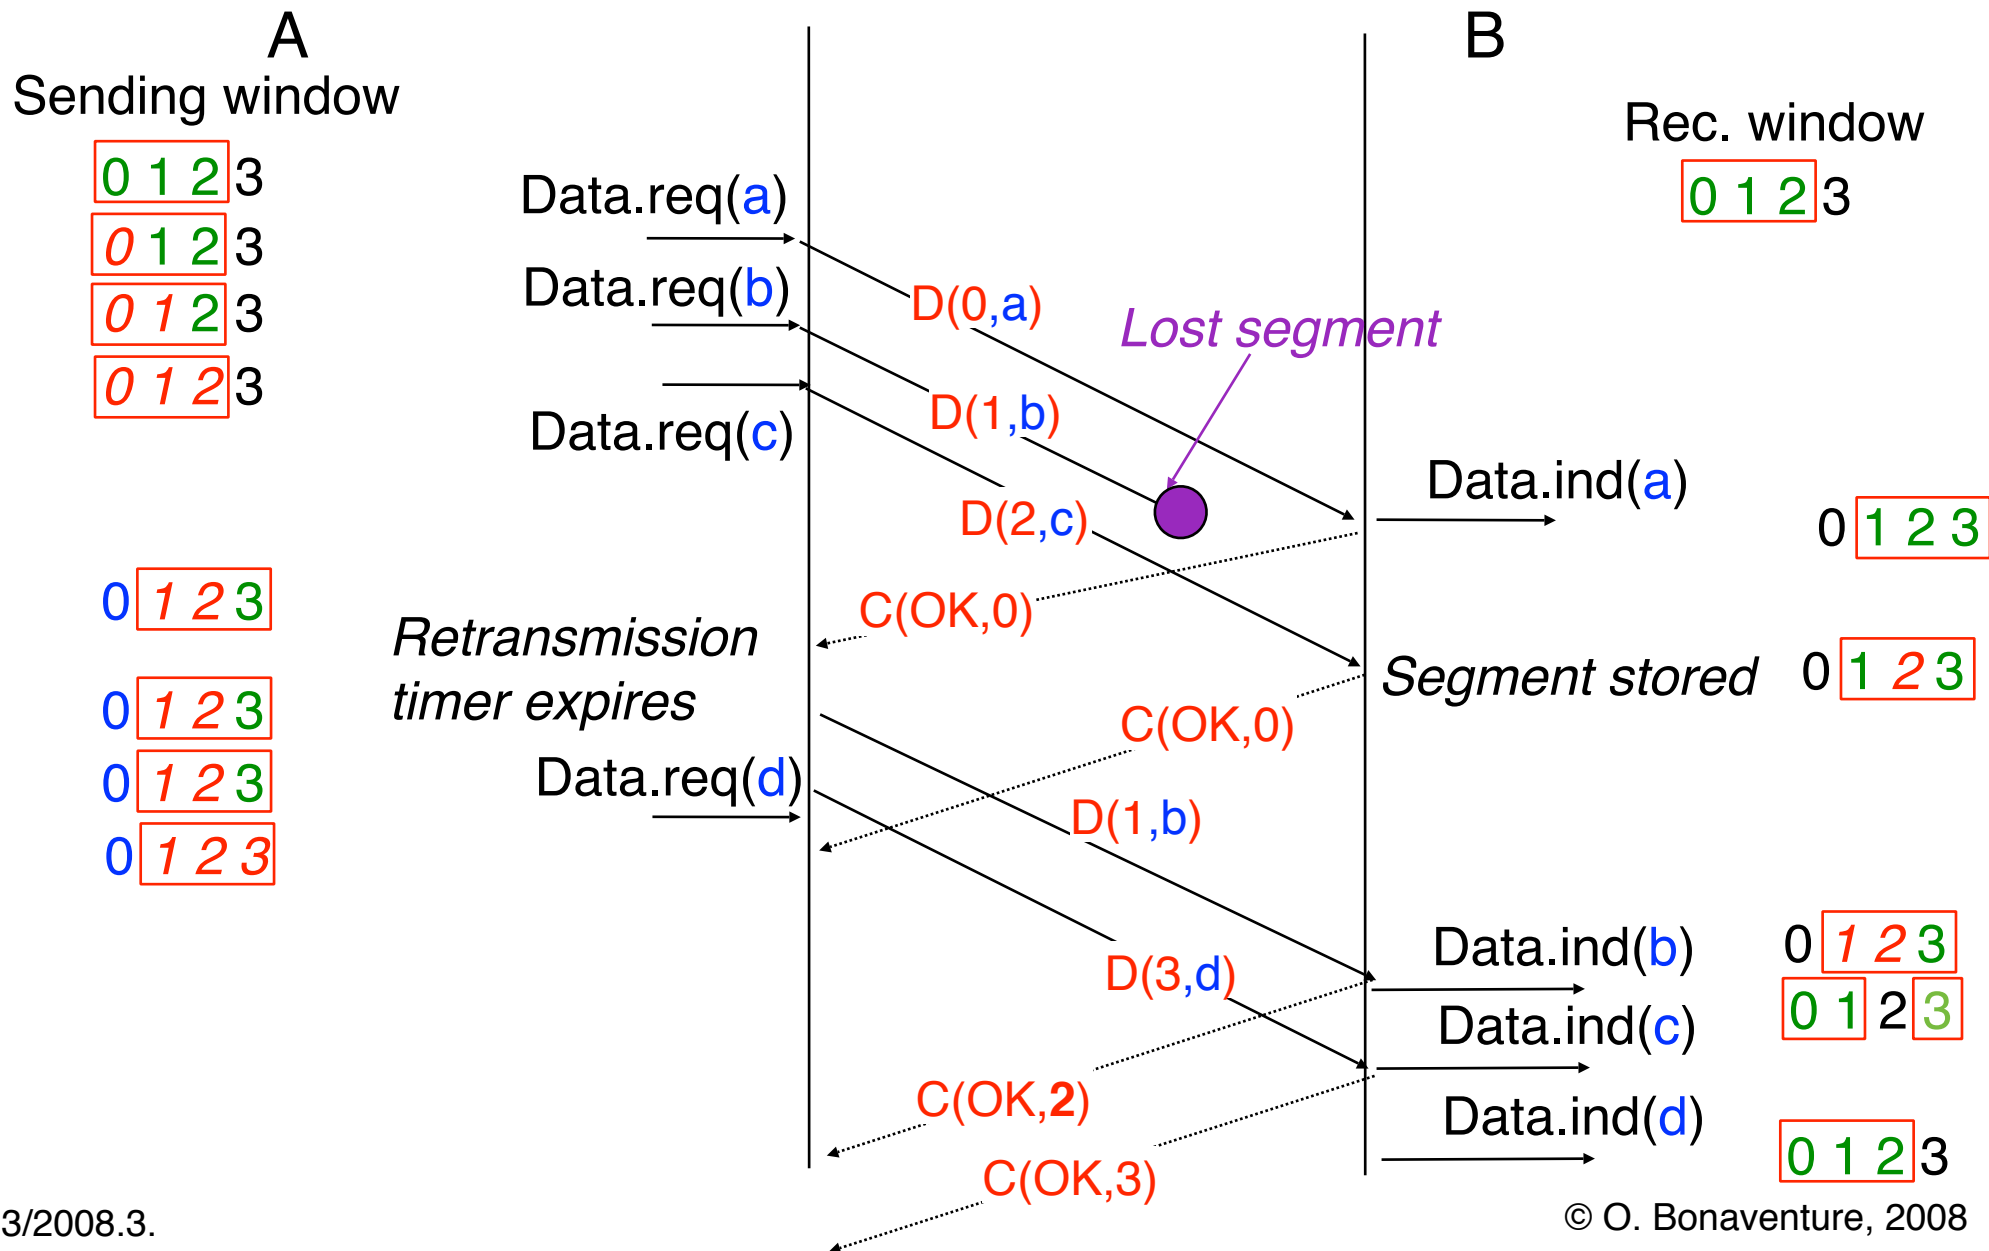 A
B
Sending window
Rec. window
0 1 2 3
0 1 2 3
Data.req(a)
0 1 2 3
Data.req(b)
D(0,a)
0 1 2 3
Lost segment
0 1 2 3
D(1,b)
Data.req(c)
Data.ind(a)
D(2,c)
0 1 2 3
0 1 2 3
C(OK,0)
Retransmission
timer expires
Segment stored
0 1 2 3
0 1 2 3
C(OK,0)
Data.req(d)
0 1 2 3
D(1,b)
0 1 2 3
Data.ind(b)
0 1 2 3
D(3,d)
Data.ind(c)
0 1 2 3
C(OK,2)
Data.ind(d)
0 1 2 3
C(OK,3)
3/2008.3.
© O. Bonaventure, 2008